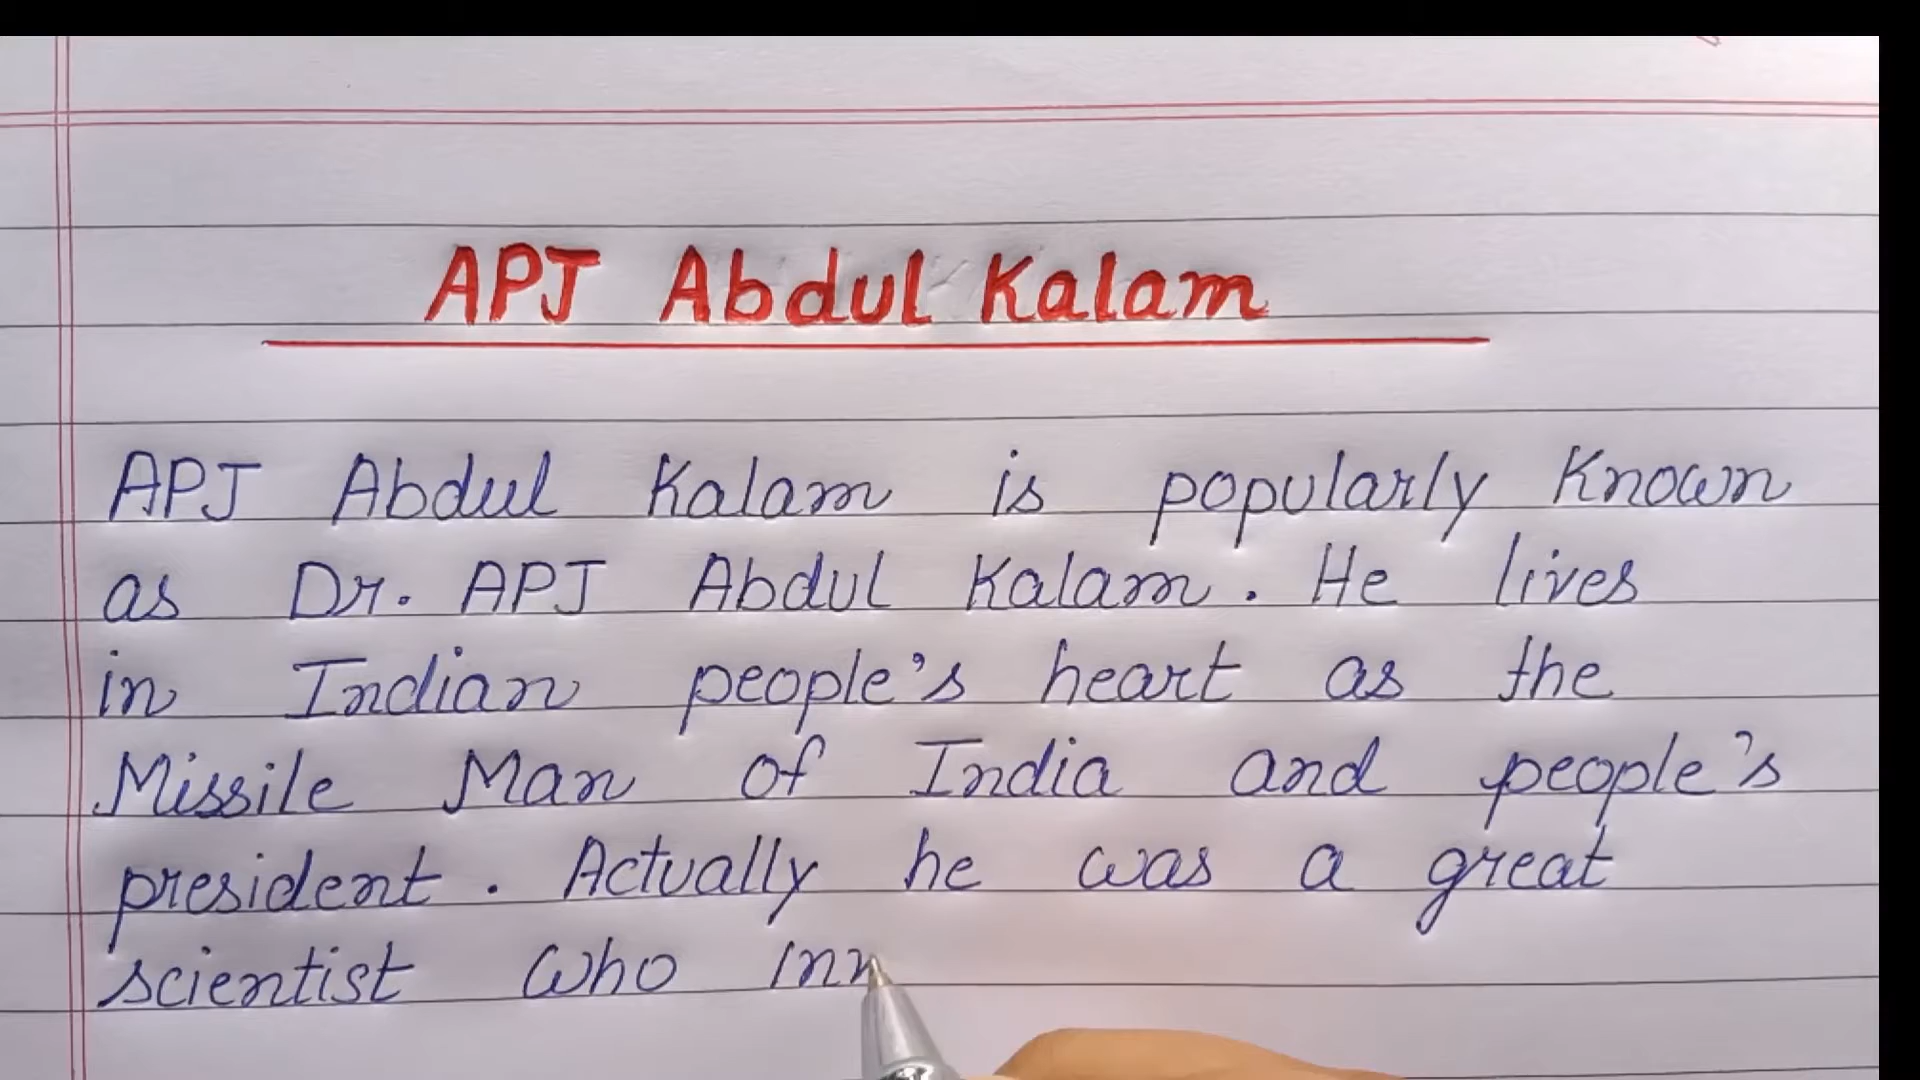 APJ Abdul Kalam
APJ Abdul Kalam is popularly Known
as Dr. APJ Abdul Kalam. He lives
in Indian people's heart as the
Missile Man of India and people's
president. Actually he was a great
scientist who inn